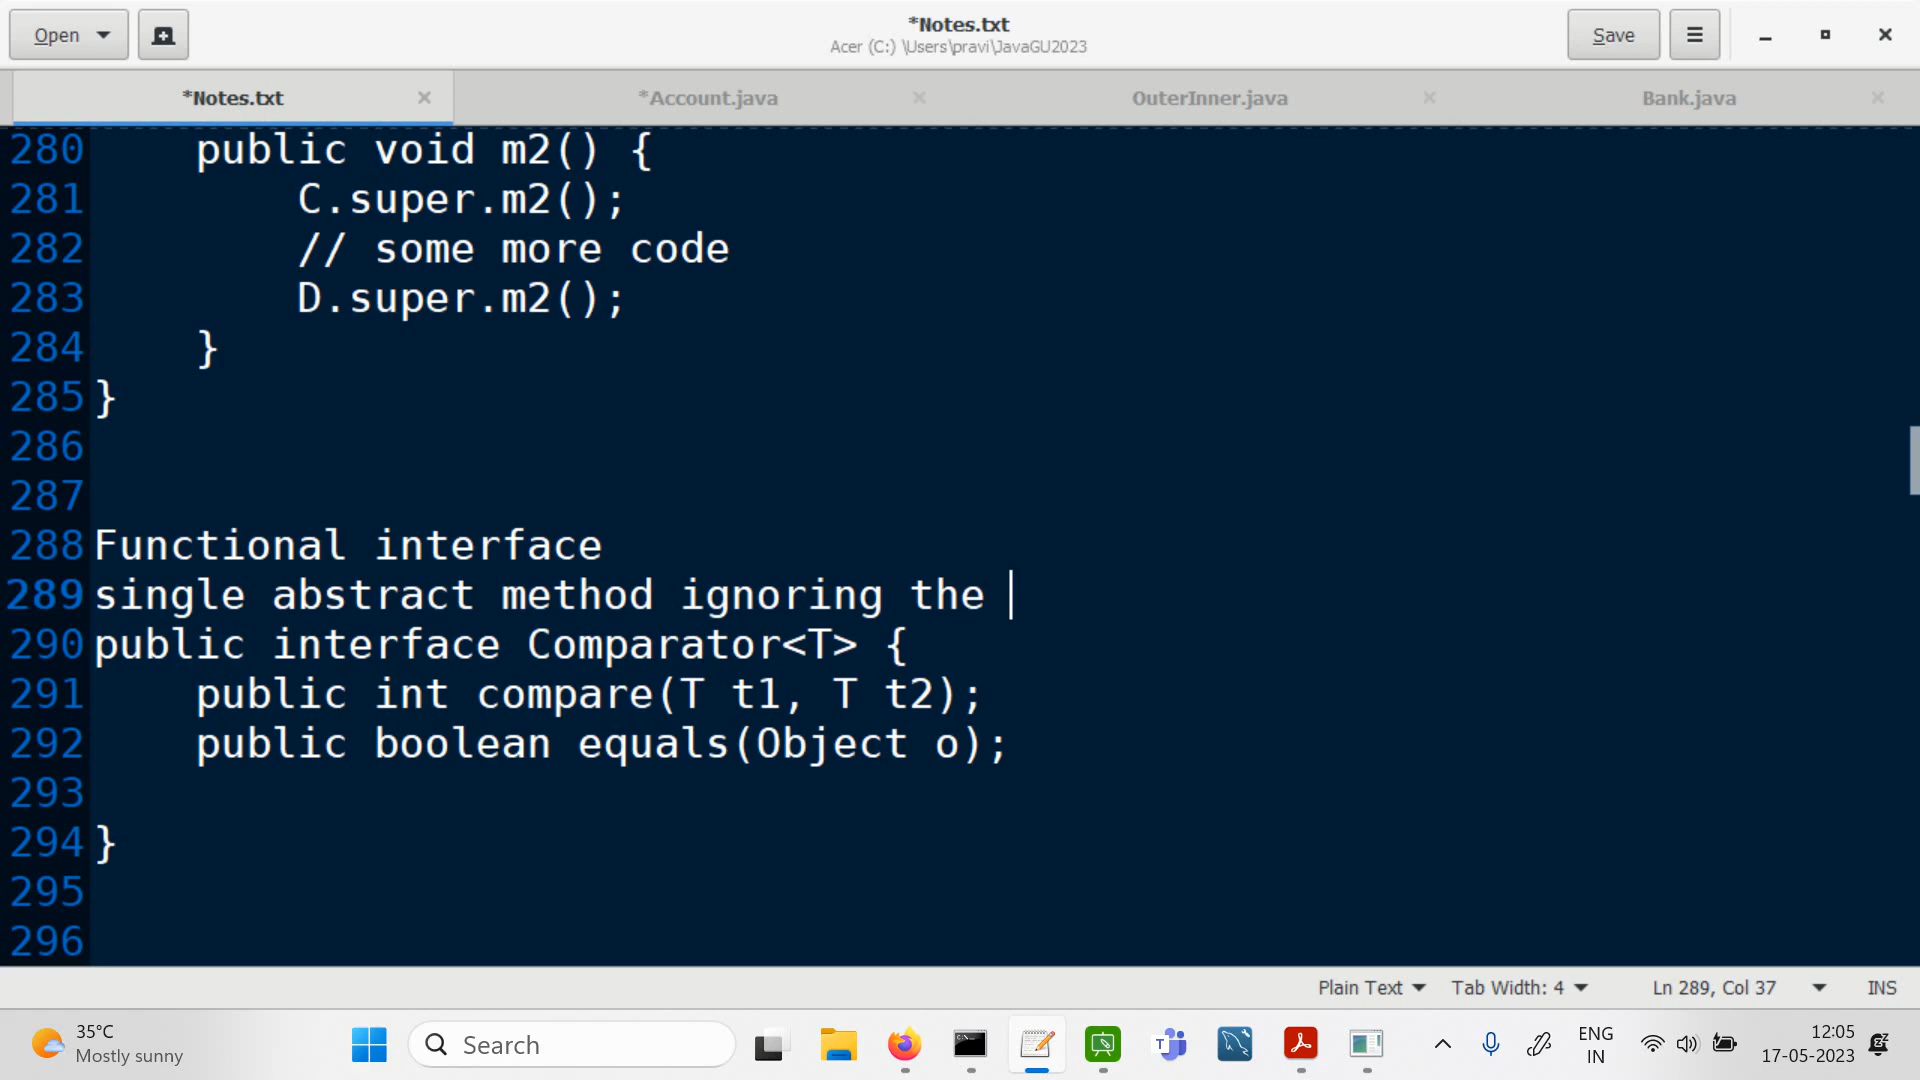 Open
*Notes.txt
Acer (C:) \Users\pravi\JavaGU2023
Save
*Notes.txt
*Account.java
OuterInner.java
Bank.java
280 public void m2() {
281 C.super.m2();
282 // some more code
283 D.super.m2();
284 }
285 }
286
287
288 Functional interface
289 single abstract method ignoring the
290 public interface Comparator<T> {
291 public int compare(T t1, T t2);
292 public boolean equals(Object o);
293
294 }
295
296
Plain Text Tab Width: 4 Ln 289, Col 37 INS
35°C
Mostly sunny
Search
ENG
IN
12:05
17-05-2023